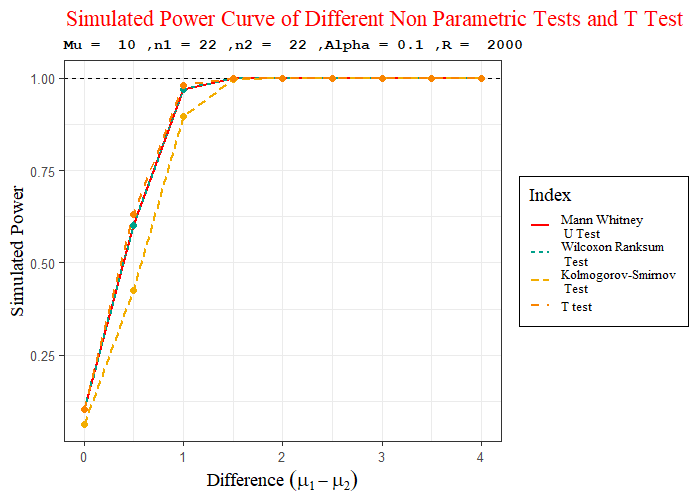 Simulated Power Curve of Different Non Parametric Tests and T Test
Mu = 10 ,n1 = 22 ,n2 = 22 ,Alpha = 0.1 ,R = 2000
1.00
0.75
0.50
0.25
Simulated Power
0 1 2 3 4
Difference (μ1 − μ2)
Index
Mann Whitney
U Test
Wilcoxon Ranksum
Test
Kolmogorov-Smirnov
Test
T test